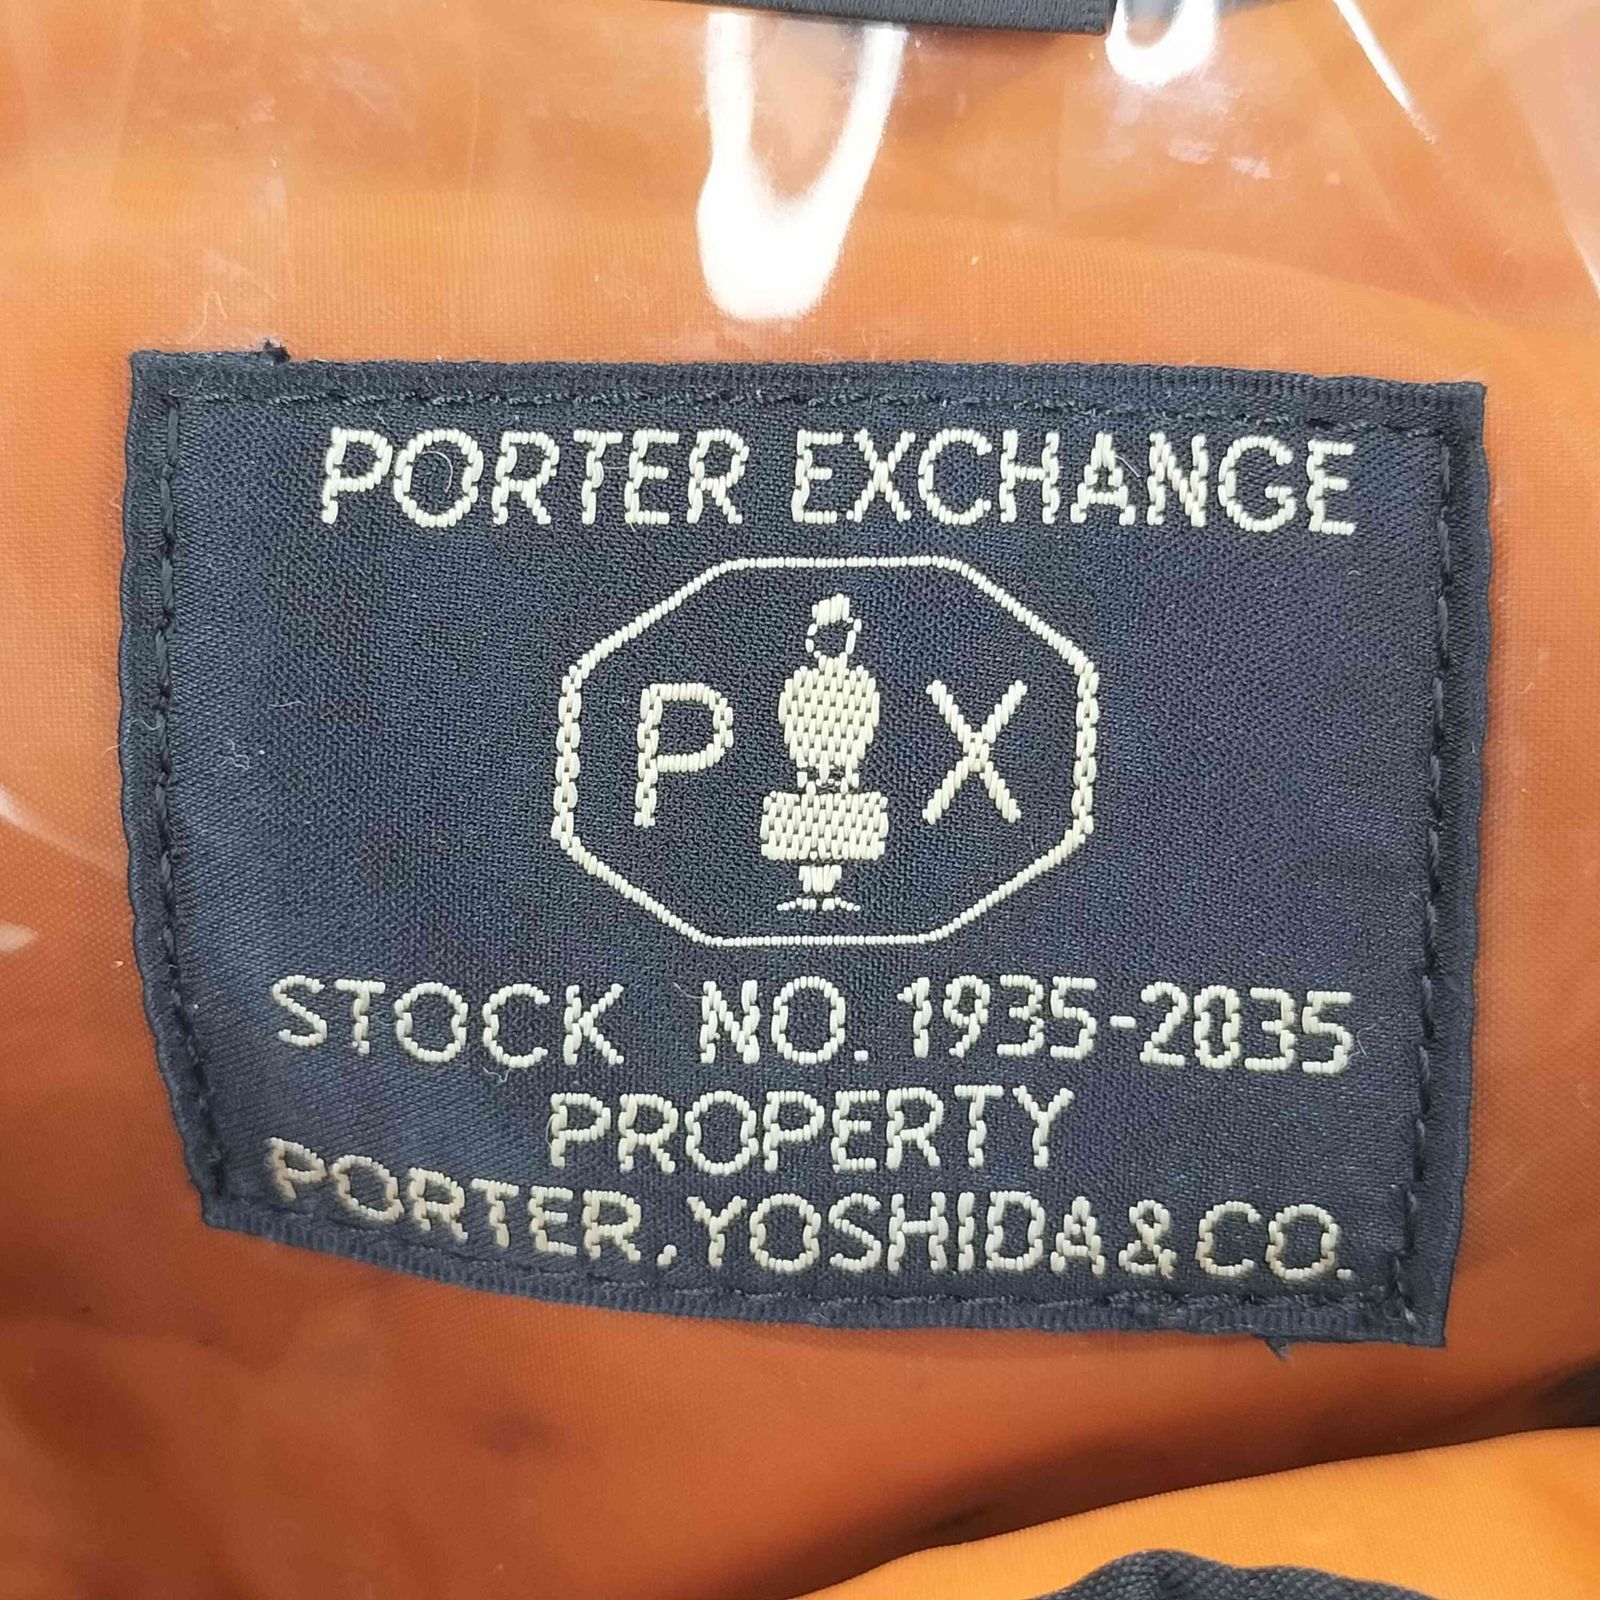 PORTER EXCHANGE
P X
STOCK NO. 1935-2035
PROPERTY
PORTER, YOSHIDA & CO.